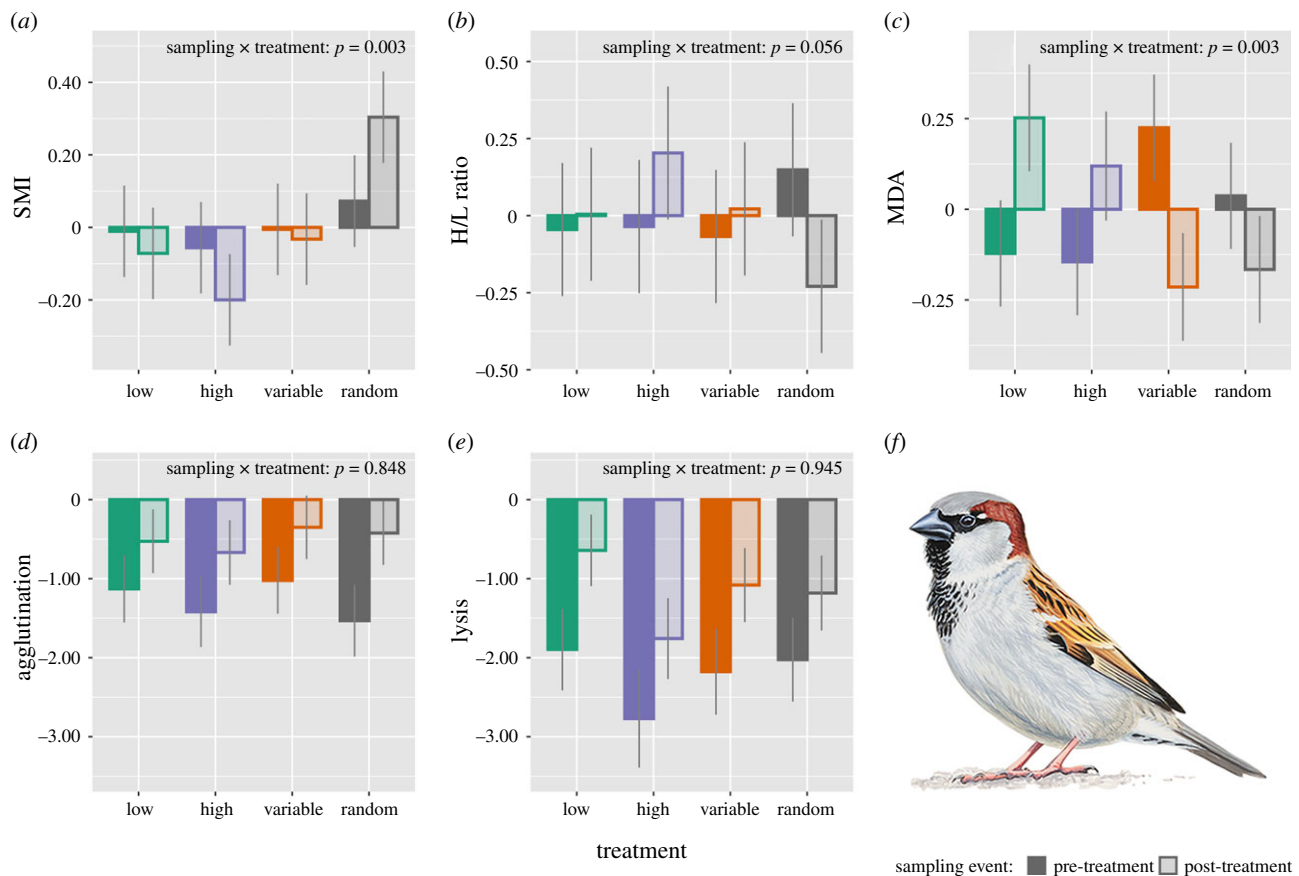 (a)
sampling × treatment: p = 0.003
SMI
0.40
0.20
0
–0.20
low high variable random
(b)
sampling × treatment: p = 0.056
H/L ratio
0.50
0.25
0
–0.25
–0.50
low high variable random
(c)
sampling × treatment: p = 0.003
MDA
0.25
0
–0.25
low high variable random
(d)
sampling × treatment: p = 0.848
agglutination
0
–1.00
–2.00
–3.00
low high variable random
(e)
sampling × treatment: p = 0.945
lysis
0
–1.00
–2.00
–3.00
low high variable random
(f)
treatment
sampling event: pre-treatment post-treatment